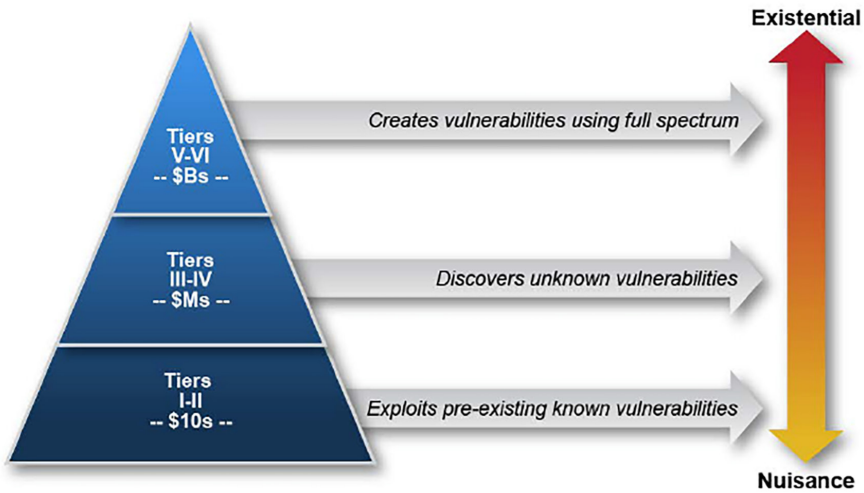 Existential
Tiers
V-VI
-- $Bs --
Creates vulnerabilities using full spectrum
Tiers
III-IV
-- $Ms --
Discovers unknown vulnerabilities
Tiers
I-II
-- $10s --
Exploits pre-existing known vulnerabilities
Nuisance